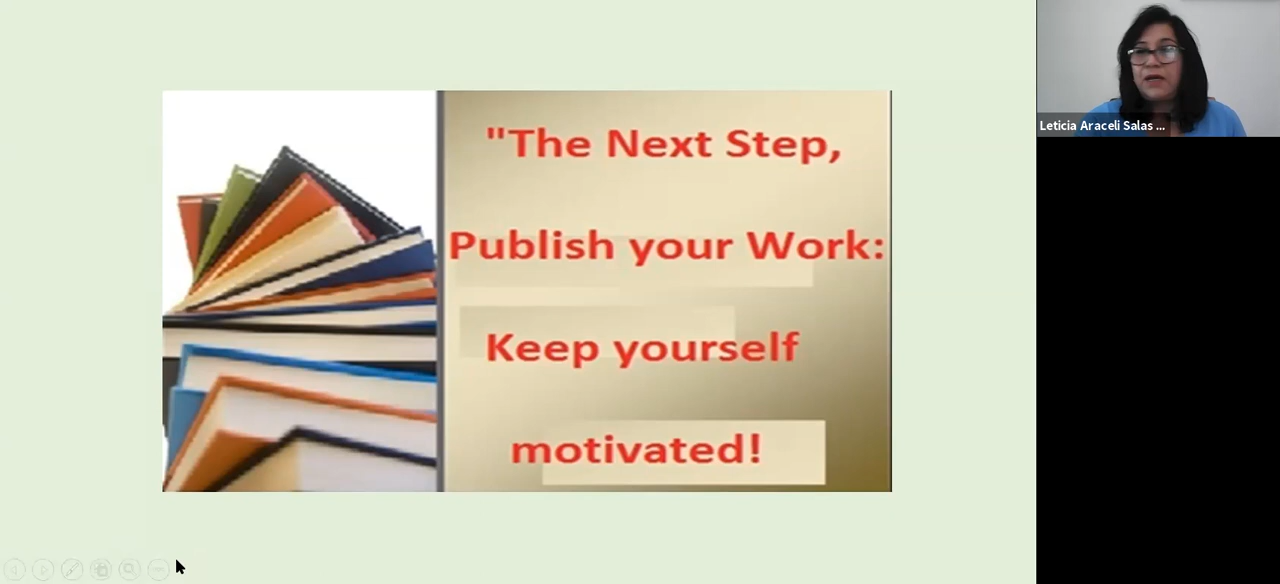 "The Next Step,
Publish your Work:
Keep yourself
motivated!
Leticia Araceli Salas ...